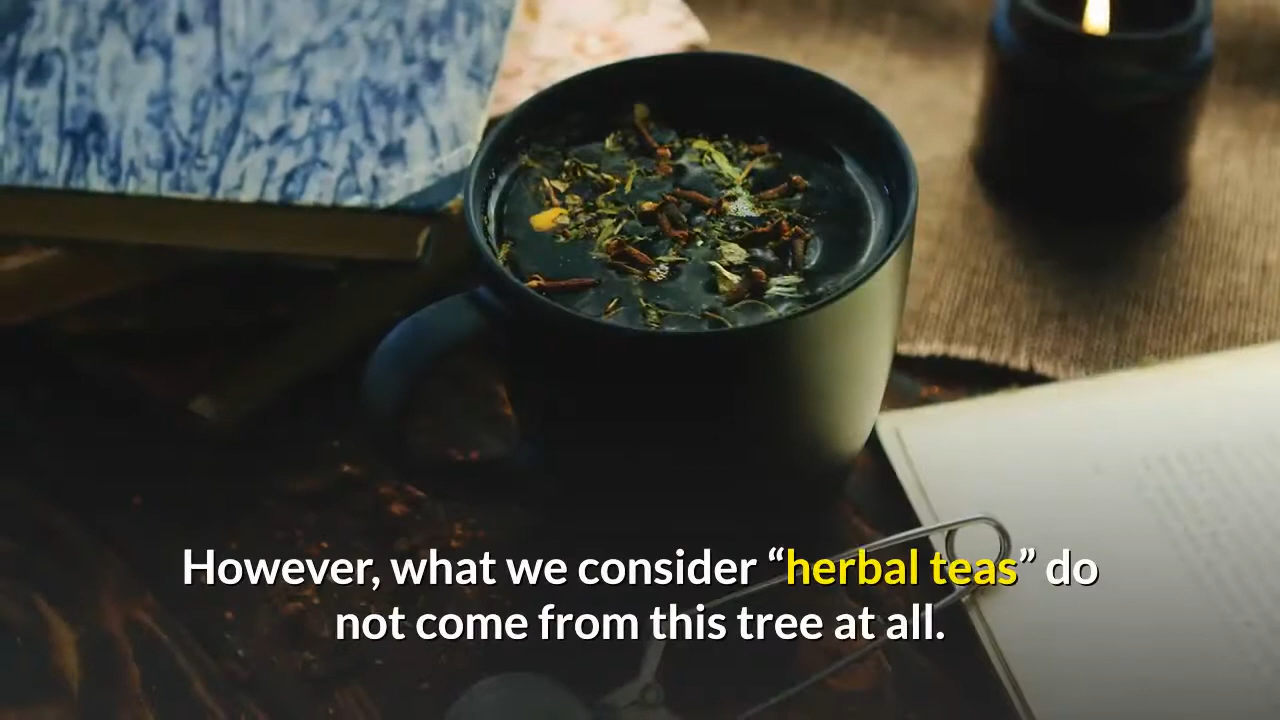 However, what we consider “herbal teas” do
not come from this tree at all.